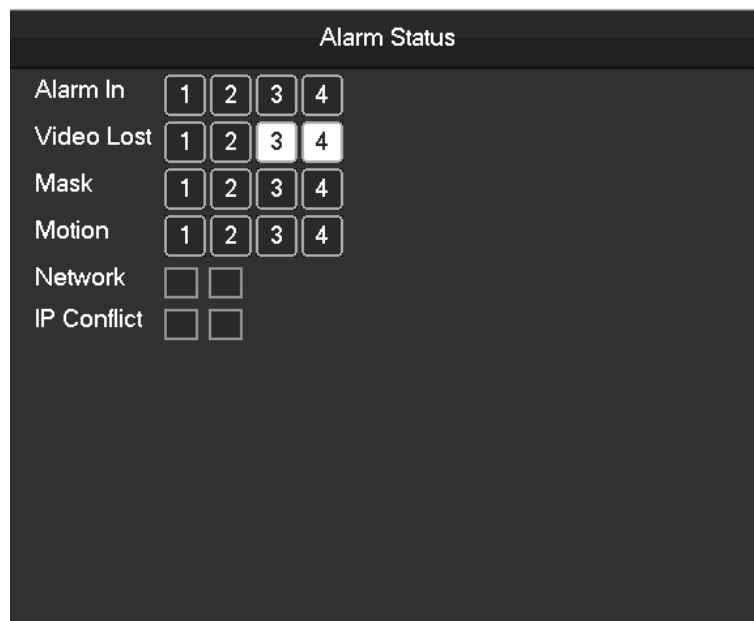 Alarm Status
Alarm In 1 2 3 4
Video Lost 1 2 3 4
Mask 1 2 3 4
Motion 1 2 3 4
Network
IP Conflict